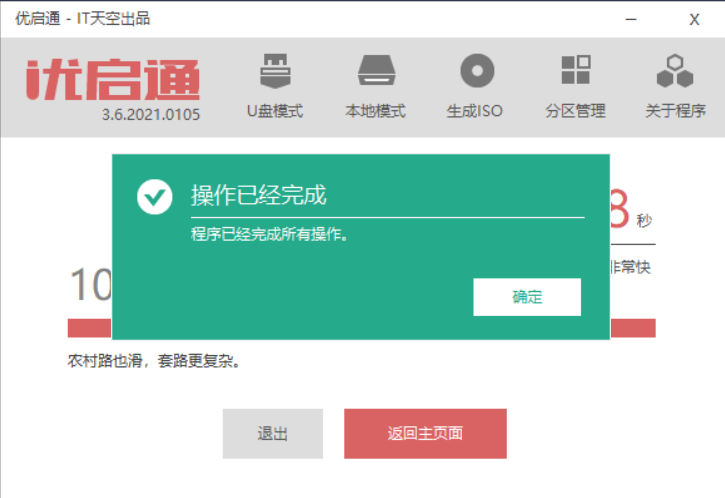 优启通 - IT天空出品
优启通
3.6.2021.0105
U盘模式
本地模式
生成ISO
分区管理
关于程序
操作已经完成
程序已经完成所有操作。
确定
8 秒
非常快
10
农村路也滑，套路更复杂。
退出
返回主页面